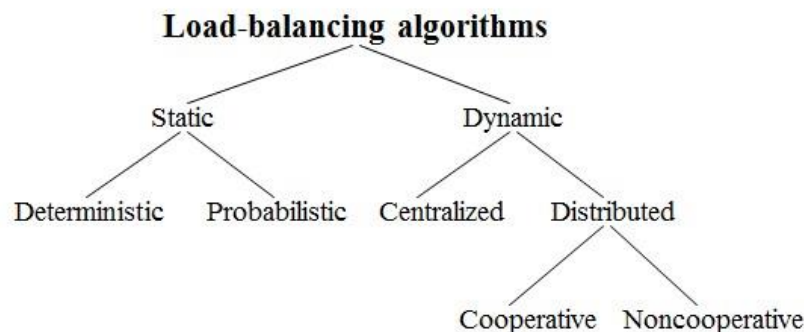 Load-balancing algorithms
Static Dynamic
Deterministic Probabilistic Centralized Distributed
Cooperative Noncooperative